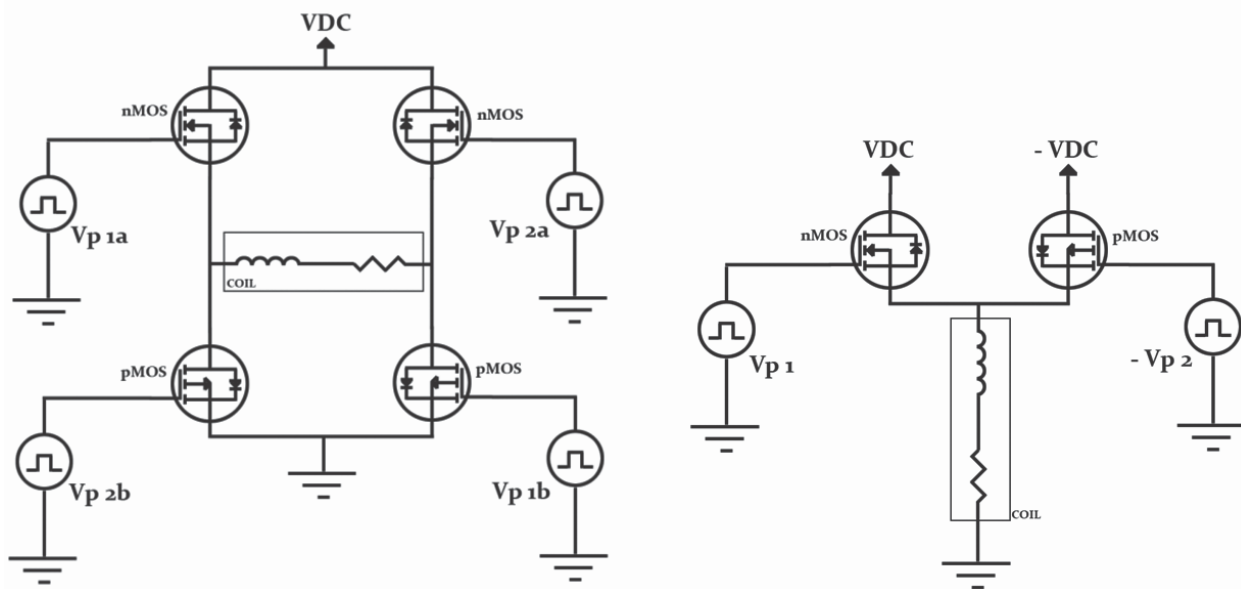 VDC
nMOS
nMOS
Vp 1a
Vp 2a
COIL
pMOS
pMOS
Vp 2b
Vp 1b
VDC
- VDC
nMOS
pMOS
Vp 1
- Vp 2
COIL